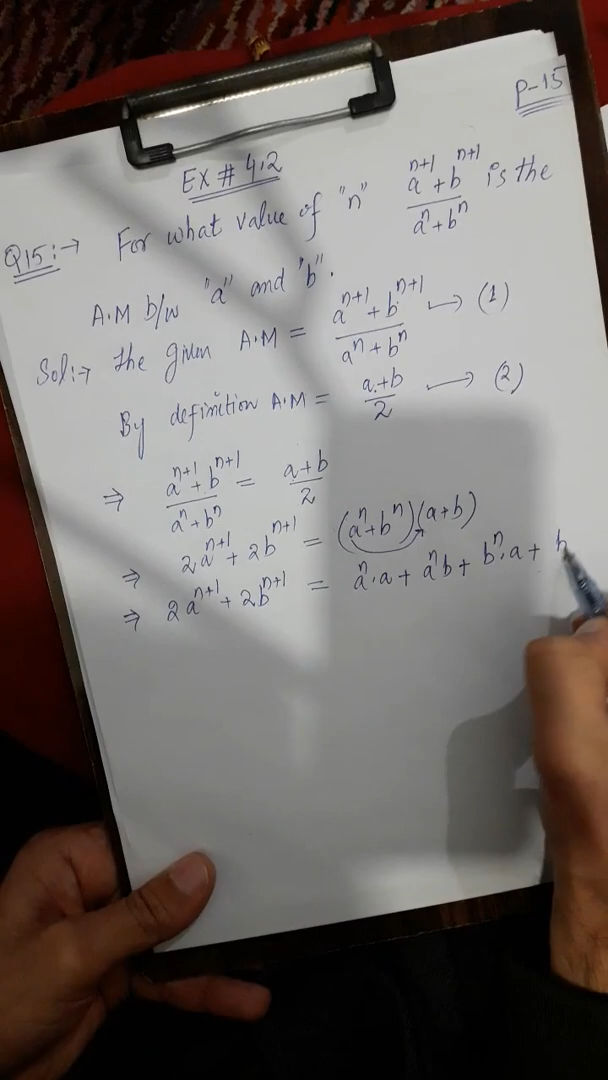 P-15
EX # 4.2
Q15:→ For what value of "n" (a^{n+1} + b^{n+1})/(a^n + b^n) is the
A.M b/w "a" and "b".
Sol:→ the given A.M = (a^{n+1} + b^{n+1})/(a^n + b^n) → (1)
By definition A.M = (a+b)/2 → (2)
⇒ (a^{n+1} + b^{n+1})/(a^n + b^n) = (a+b)/2
⇒ 2a^{n+1} + 2b^{n+1} = (a^n + b^n)(a+b)
⇒ 2a^{n+1} + 2b^{n+1} = a^n.a + a^n b + b^n.a + b